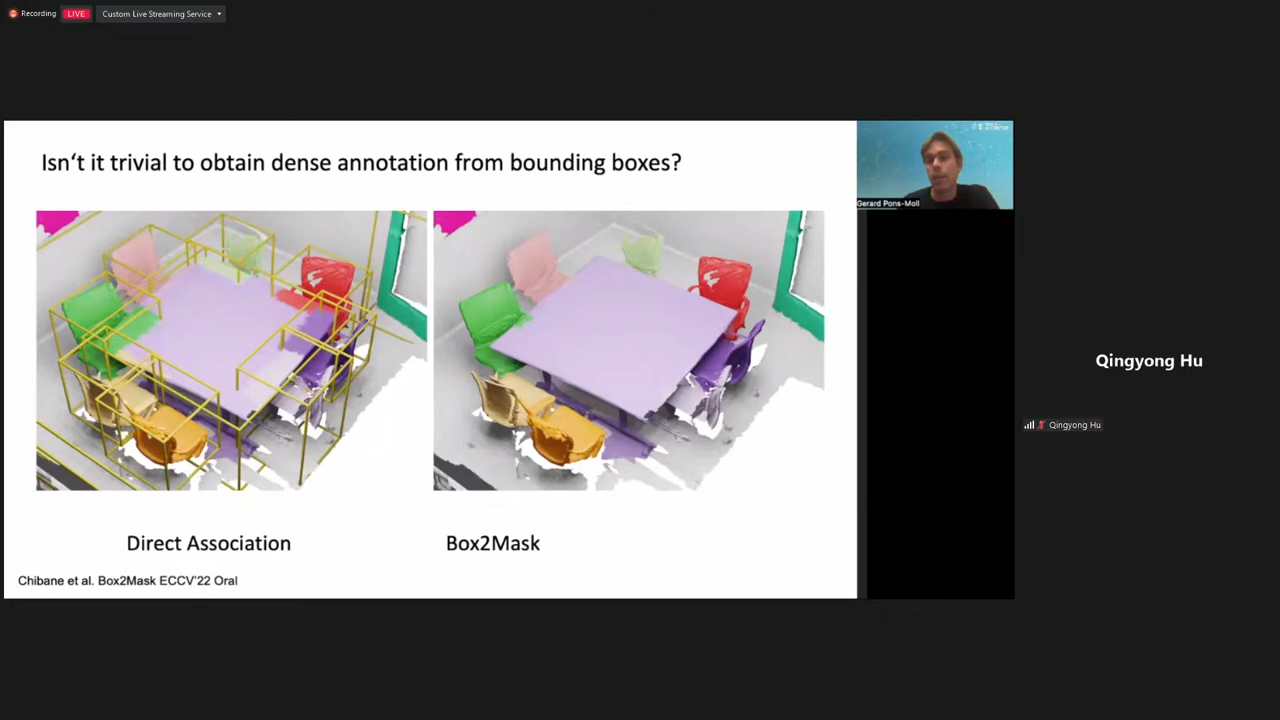 Recording
LIVE
Custom Live Streaming Service
Isn't it trivial to obtain dense annotation from bounding boxes?
Gerard Pons-Moll
Direct Association
Box2Mask
Chibane et al. Box2Mask ECCV'22 Oral
Qingyong Hu
Qingyong Hu